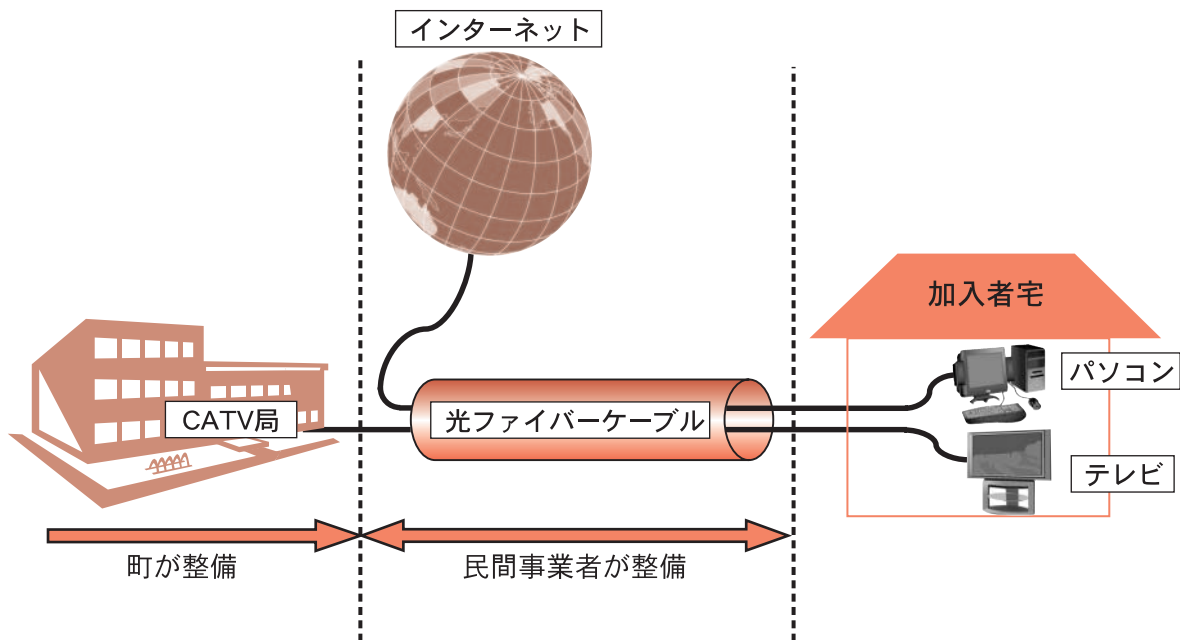 インターネット
加入者宅
パソコン
CATV局
光ファイバーケーブル
テレビ
町が整備
民間事業者が整備